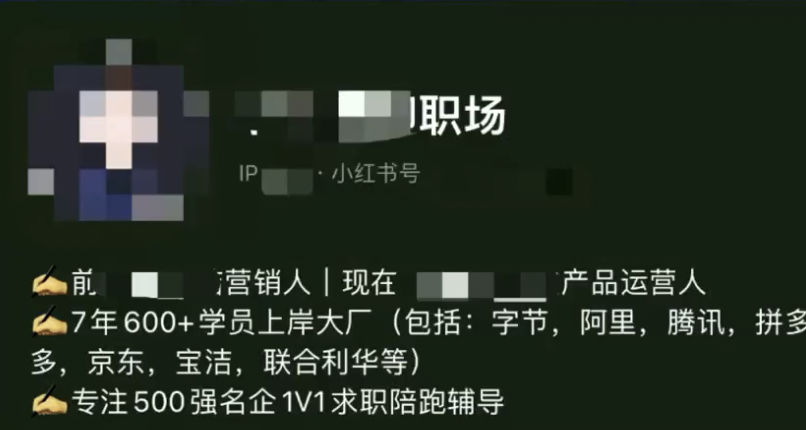 职场
IP · 小红书号
✍️前 营销人｜现在 产品运营人
✍️7年600+学员上岸大厂（包括：字节，阿里，腾讯，拼多
多，京东，宝洁，联合利华等）
✍️专注500强名企1V1求职陪跑辅导